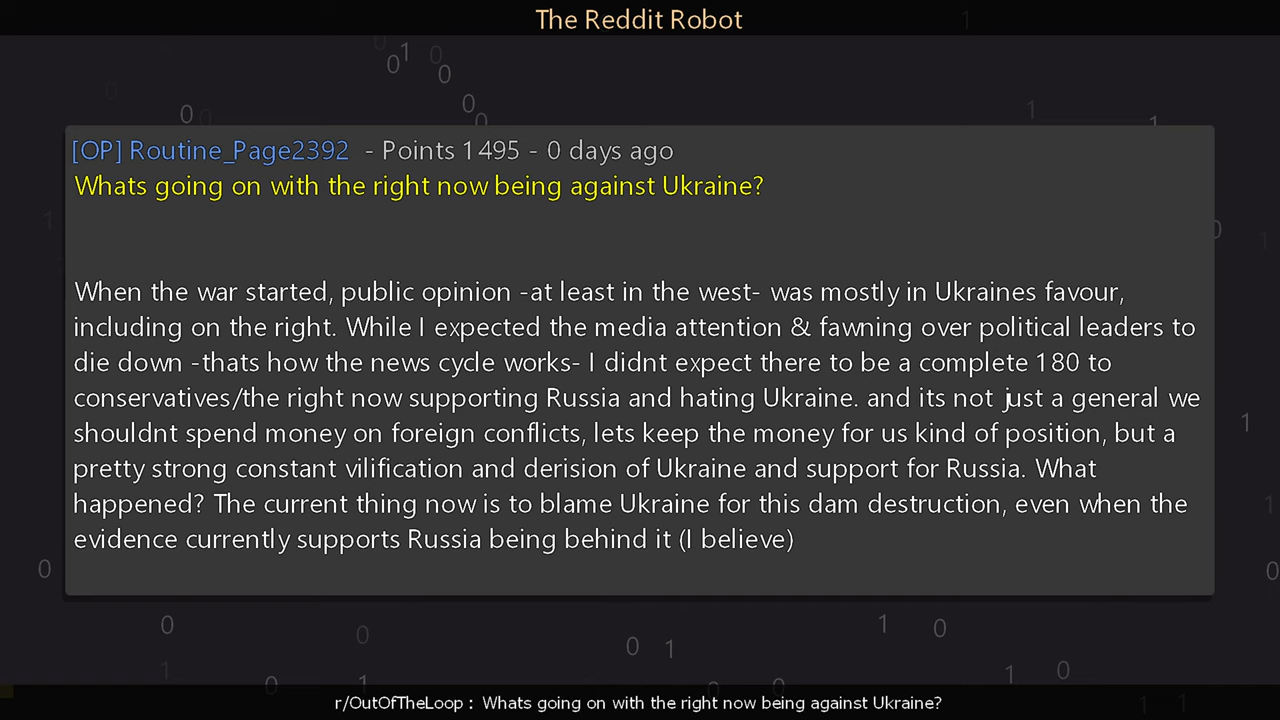 The Reddit Robot
[OP] Routine_Page2392 - Points 1495 - 0 days ago
Whats going on with the right now being against Ukraine?
When the war started, public opinion -at least in the west- was mostly in Ukraines favour,
including on the right. While I expected the media attention & fawning over political leaders to
die down -thats how the news cycle works- I didnt expect there to be a complete 180 to
conservatives/the right now supporting Russia and hating Ukraine. and its not just a general we
shouldnt spend money on foreign conflicts, lets keep the money for us kind of position, but a
pretty strong constant vilification and derision of Ukraine and support for Russia. What
happened? The current thing now is to blame Ukraine for this dam destruction, even when the
evidence currently supports Russia being behind it (I believe)
r/OutOfTheLoop : Whats going on with the right now being against Ukraine?